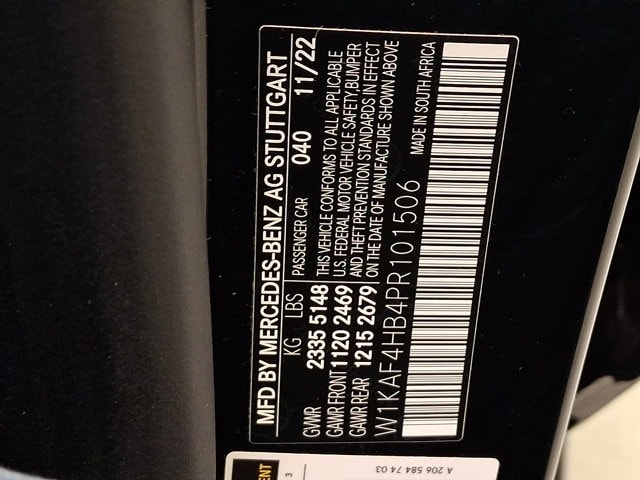 MFD BY MERCEDES-BENZ AG STUTTGART
KG LBS PASSENGER CAR 040 11/22
GVWR 2335 5148 THIS VEHICLE CONFORMS TO ALL APPLICABLE
GAWR FRONT 1120 2469 U.S. FEDERAL MOTOR VEHICLE SAFETY,BUMPER
GAWR REAR 1215 2679 AND THEFT PREVENTION STANDARDS IN EFFECT
ON THE DATE OF MANUFACTURE SHOWN ABOVE
W1KAF4HB4PR101506 MADE IN SOUTH AFRICA
ENT
3
A 206 584 74 03